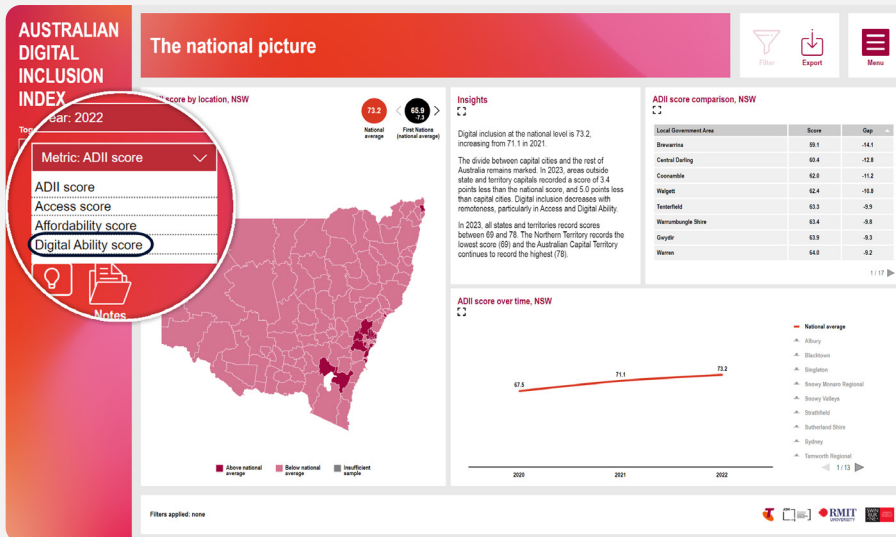 AUSTRALIAN
DIGITAL
INCLUSION
INDEX
The national picture
Filter
Export
Menu
Year: 2022
Metric: ADII score
ADII score
Access score
Affordability score
Digital Ability score
Notes
score by location, NSW
73.2
National
average
65.9
-7.3
First Nations
(national average)
Above national
average
Below national
average
Insufficient
sample
Insights
Digital inclusion at the national level is 73.2,
increasing from 71.1 in 2021.
The divide between capital cities and the rest of
Australia remains marked. In 2023, areas outside
state and territory capitals recorded a score of 3.4
points less than the national score, and 5.0 points less
than capital cities. Digital inclusion decreases with
remoteness, particularly in Access and Digital Ability.
In 2023, all states and territories record scores
between 69 and 78. The Northern Territory records the
lowest score (69) and the Australian Capital Territory
continues to record the highest (78).
ADII score comparison, NSW
Local Government Area Score Gap
Brewarrina 59.1 -14.1
Central Darling 60.4 -12.8
Coonamble 62.0 -11.2
Walgett 62.4 -10.8
Tenterfield 63.3 -9.9
Warrumbungle Shire 63.4 -9.8
Gwydir 63.9 -9.3
Warren 64.0 -9.2
1 / 17
ADII score over time, NSW
67.5
71.1
73.2
2020
2021
2022
National average
Albury
Blacktown
Singleton
Snowy Monaro Regional
Snowy Valleys
Strathfield
Sutherland Shire
Sydney
Tamworth Regional
1 / 13
Filters applied: none
RMIT
UNIVERSITY
SWIN
BUR
NE